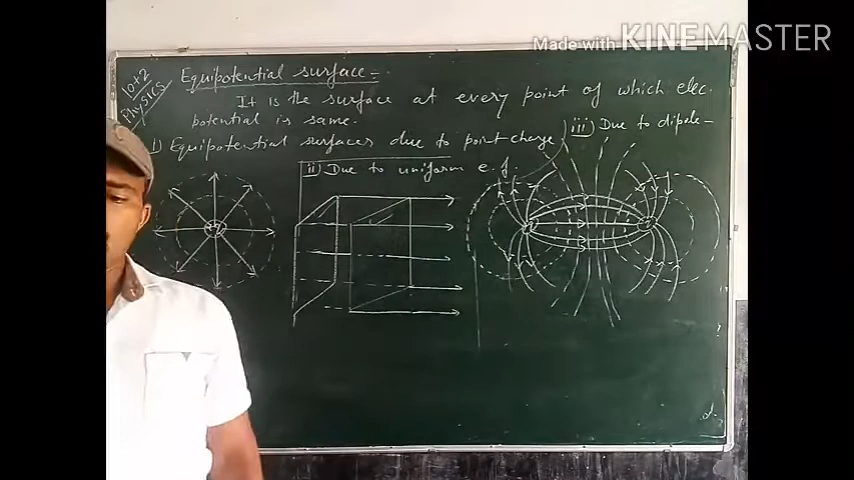 Made with KINEMASTER
10+2
Physics
Equipotential surface :-
It is the surface at every point of which elec.
potential is same.
i) Equipotential surfaces due to point charge
ii) Due to uniform e.f.
iii) Due to dipole -